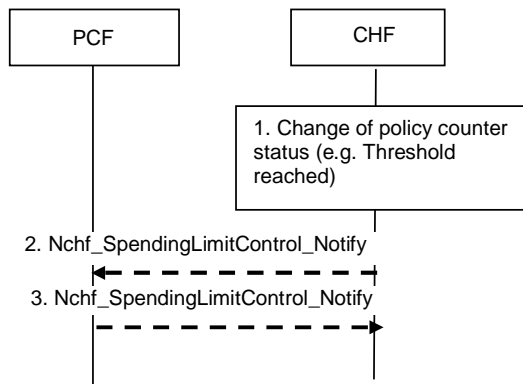 PCF
CHF
1. Change of policy counter
status (e.g. Threshold
reached)
2. Nchf_SpendingLimitControl_Notify
3. Nchf_SpendingLimitControl_Notify